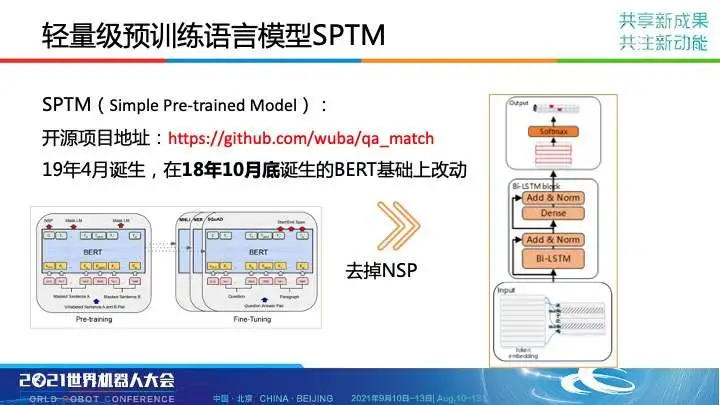 轻量级预训练语言模型SPTM
共享新成果
共注新动能
SPTM（Simple Pre-trained Model）：
开源项目地址：https://github.com/wuba/qa_match
19年4月诞生，在18年10月底诞生的BERT基础上改动
NSP
Mask LM
Mask LM
BERT
Masked Sentence A
Masked Sentence B
Unlabeled Sentence A and B Pair
Pre-training
MNLI
NER
SQuAD
Start/End Span
BERT
Question
Paragraph
Question Answer Pair
Fine-Tuning
去掉NSP
Output
Softmax
Bi-LSTM block
Add & Norm
Dense
Add & Norm
Bi-LSTM
Input
token
embedding
2021世界机器人大会
WORLD ROBOT CONFERENCE
中国·北京 CHINA·BEIJING
2021年9月10日-13日| Aug,10-13